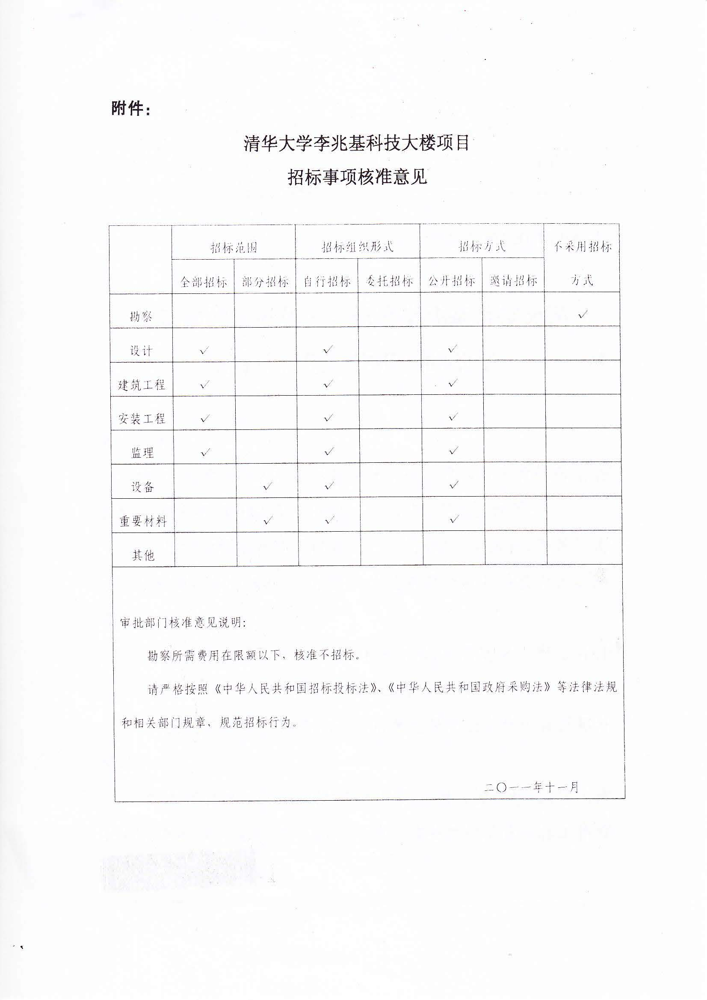 附件：
清华大学李兆基科技大楼项目
招标事项核准意见
招标范围 招标组织形式 招标方式 不采用招标
全部招标 部分招标 自行招标 委托招标 公开招标 邀请招标 方式
勘察 √
设计 √ √ √
建筑工程 √ √ √
安装工程 √ √ √
监理 √ √ √
设备 √ √ √
重要材料 √ √ √
其他
审批部门核准意见说明：
勘察所需费用在限额以下，核准不招标。
请严格按照《中华人民共和国招标投标法》、《中华人民共和国政府采购法》等法律法规
和相关部门规章，规范招标行为。
二〇一一年十一月